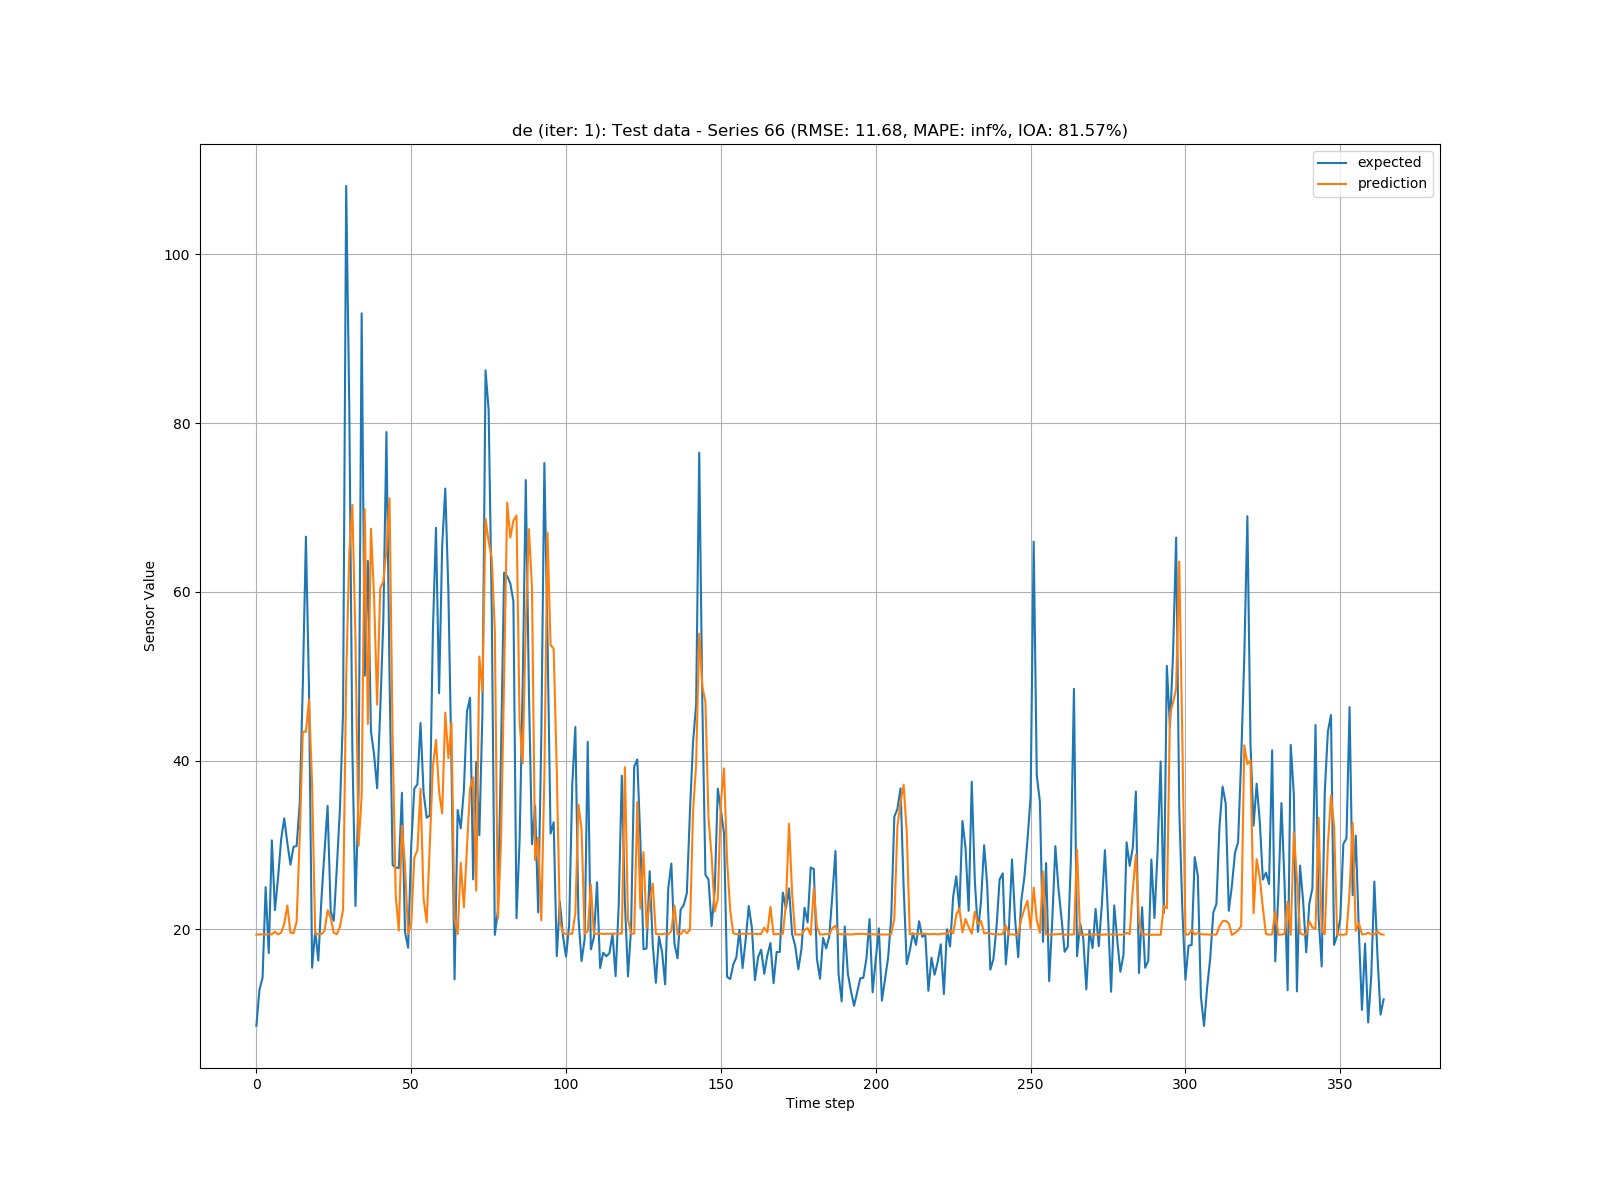 de (iter: 1): Test data - Series 66 (RMSE: 11.68, MAPE: inf%, IOA: 81.57%)
expected
prediction
100
80
60
40
20
Sensor Value
0 50 100 150 200 250 300 350
Time step